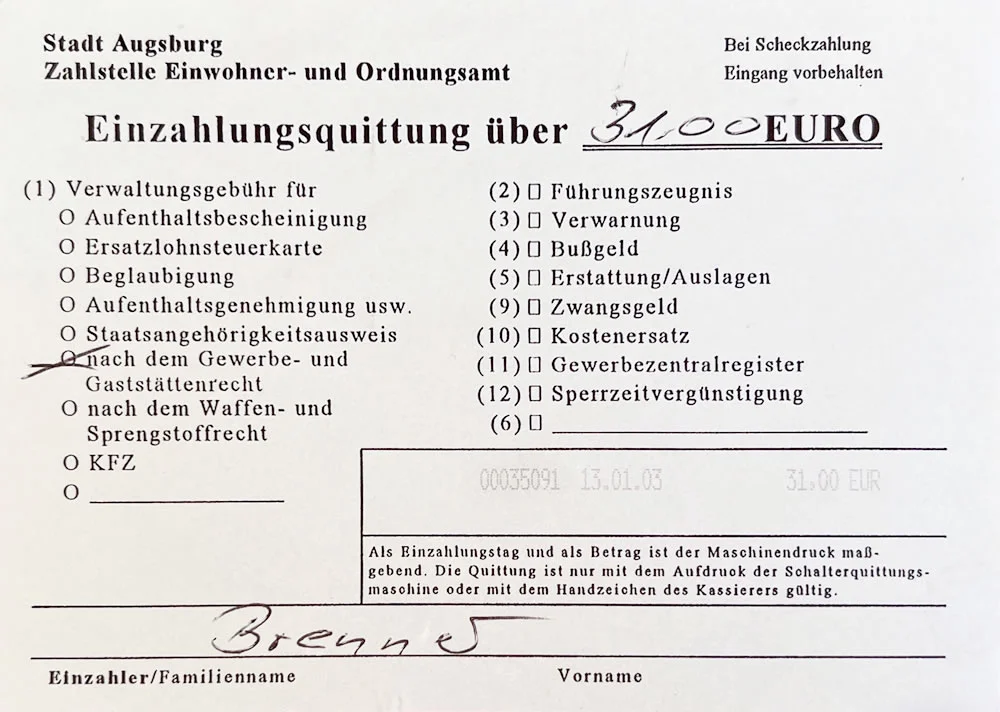 Stadt Augsburg
Zahlstelle Einwohner- und Ordnungsamt
Bei Scheckzahlung
Eingang vorbehalten
Einzahlungsquittung über 31.00 EURO
(1) Verwaltungsgebühr für
O Aufenthaltsbescheinigung
O Ersatzlohnsteuerkarte
O Beglaubigung
O Aufenthaltsgenehmigung usw.
O Staatsangehörigkeitsausweis
O nach dem Gewerbe- und
Gaststättenrecht
O nach dem Waffen- und
Sprengstoffrecht
O KFZ
O
(2) ☐ Führungszeugnis
(3) ☐ Verwarnung
(4) ☐ Bußgeld
(5) ☐ Erstattung/Auslagen
(9) ☐ Zwangsgeld
(10) ☐ Kostenersatz
(11) ☐ Gewerbezentralregister
(12) ☐ Sperrzeitvergünstigung
(6) ☐
00035091 13.01.03 31,00 EUR
Als Einzahlungstag und als Betrag ist der Maschinendruck maß-
gebend. Die Quittung ist nur mit dem Aufdruck der Schalterquittungs-
maschine oder mit dem Handzeichen des Kassierers gültig.
Brenner
Einzahler/Familienname Vorname